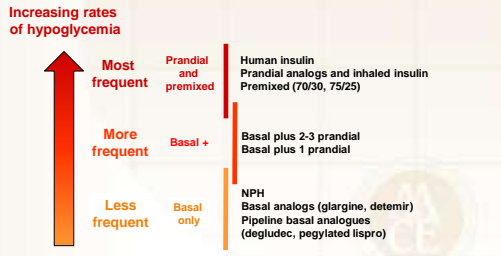 Increasing rates
of hypoglycemia
Most
frequent
Prandial
and
premixed
Human insulin
Prandial analogs and inhaled insulin
Premixed (70/30, 75/25)
More
frequent
Basal +
Basal plus 2-3 prandial
Basal plus 1 prandial
Less
frequent
Basal
only
NPH
Basal analogs (glargine, detemir)
Pipeline basal analogues
(degludec, pegylated lispro)